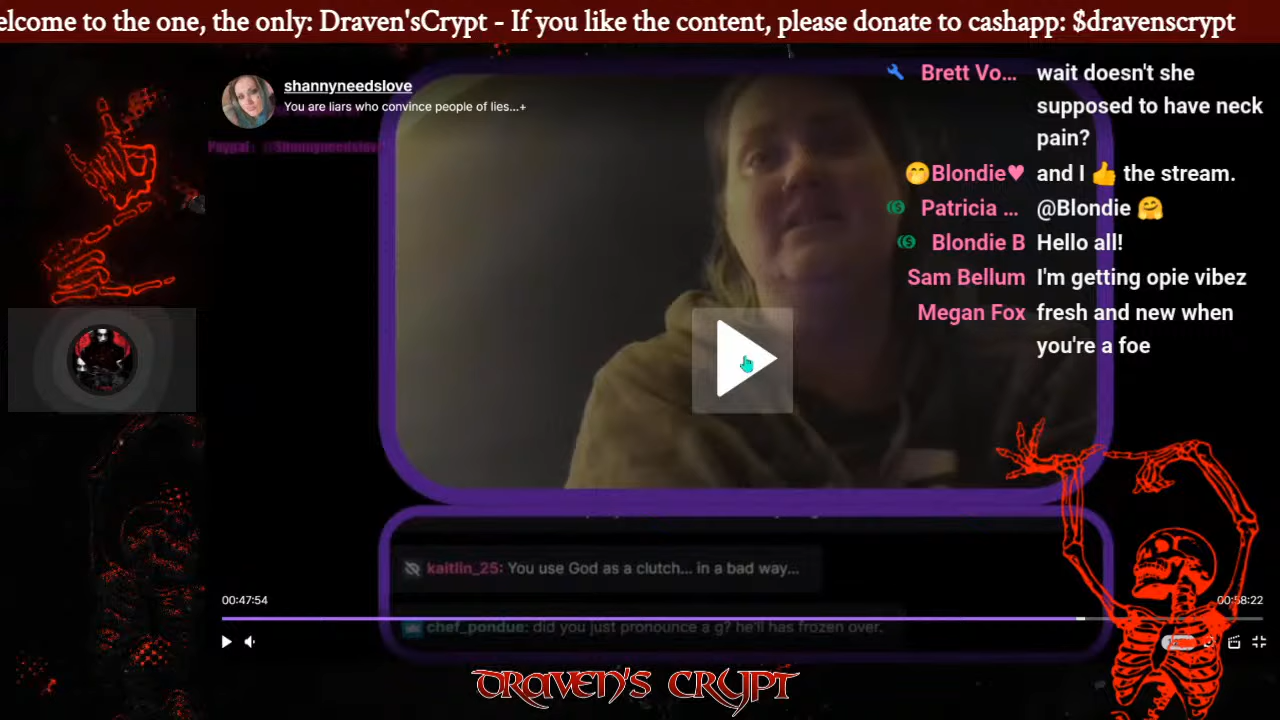 elcome to the one, the only: Draven'sCrypt - If you like the content, please donate to cashapp: $dravenscrypt
shannyneedslove
You are liars who convince people of lies...+
Paypal: @Shannyneedslove
Brett Vo... wait doesn't she
supposed to have neck
pain?
🤭Blondie♥ and I 👍 the stream.
Patricia ... @Blondie 🤗
Blondie B Hello all!
Sam Bellum I'm getting opie vibez
Megan Fox fresh and new when
you're a foe
kaitlin_25: You use God as a clutch... in a bad way...
00:47:54
00:58:22
chef_pondue: did you just pronounce a g? he'll has frozen over.
DRAVEN'S CRYPT